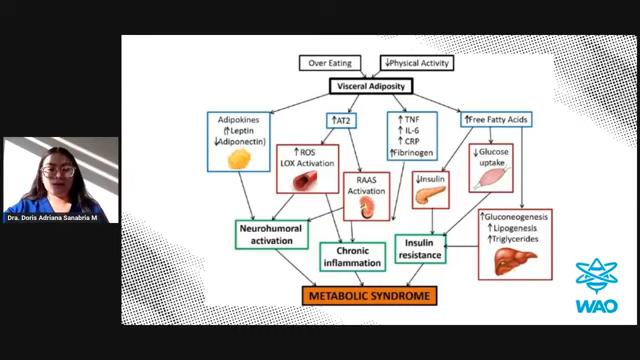 Over Eating
↓Physical Activity
Visceral Adiposity
Adipokines
(↑Leptin
↓Adiponectin)
↑AT2
↑TNF
↑IL-6
↑CRP
↑Fibrinogen
↑Free Fatty Acids
↑ROS
LOX Activation
RAAS
Activation
↓Insulin
↓Glucose
uptake
↑Gluconeogenesis
↑Lipogenesis
↑Triglycerides
Neurohumoral
activation
Chronic
inflammation
Insulin
resistance
METABOLIC SYNDROME
Dra. Doris Adriana Sanabria M
WAO